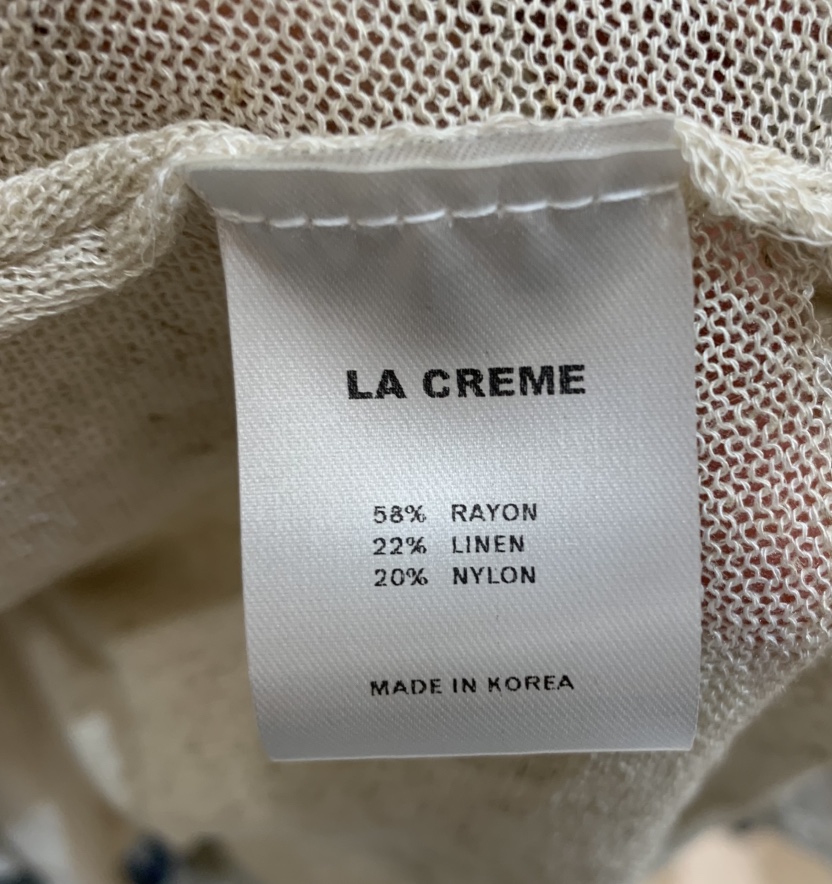 LA CREME
58% RAYON
22% LINEN
20% NYLON
MADE IN KOREA